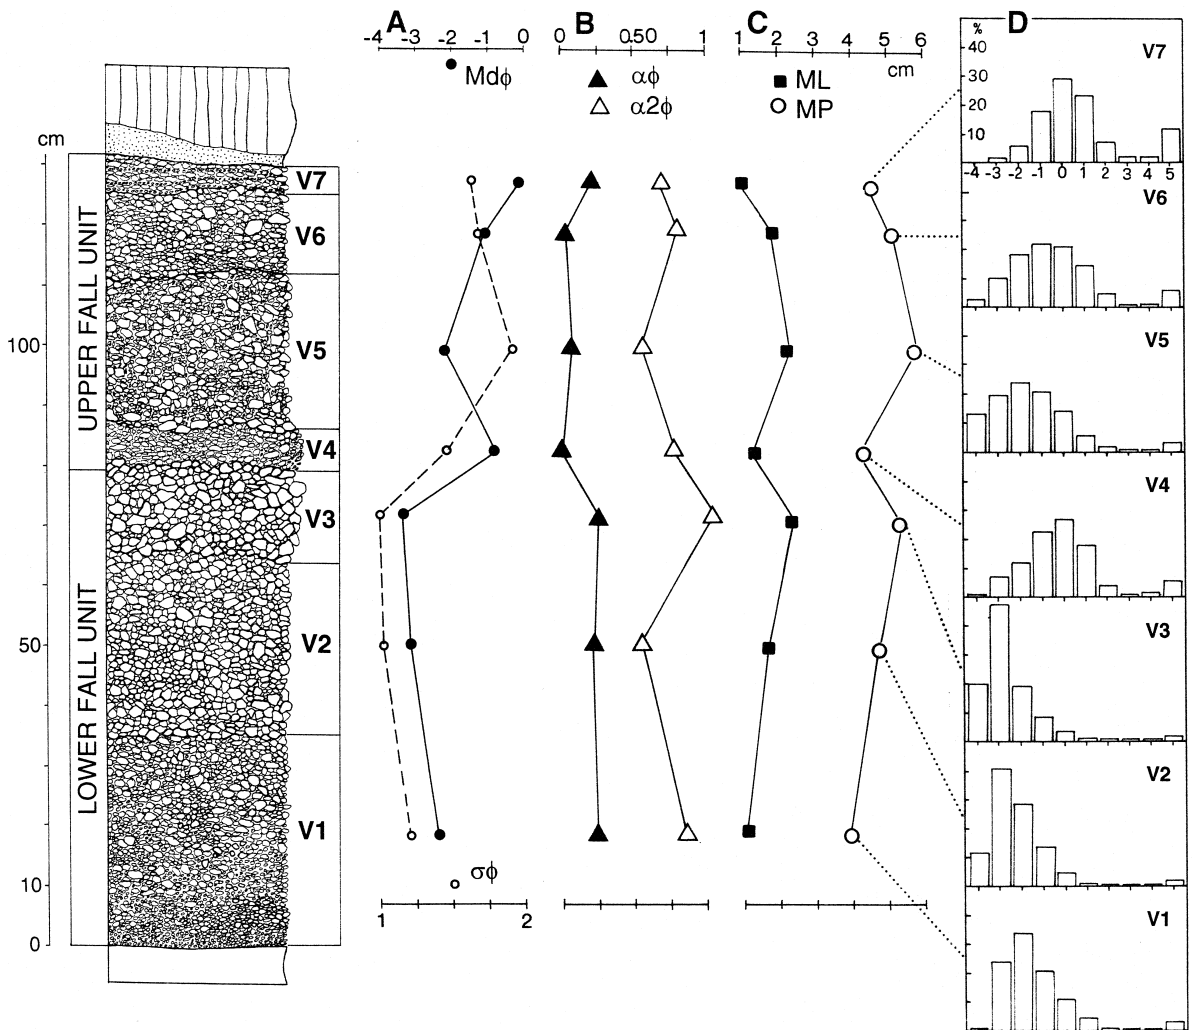 A
B
C
D
-4 -3 -2 -1 0
0 0.50 1
1 2 3 4 5 6
cm
Mdϕ
αϕ
α2ϕ
ML
MP
%
40
30
20
10
V7
-4 -3 -2 -1 0 1 2 3 4 5
V6
V5
V4
V3
V2
V1
cm
100
50
10
0
UPPER FALL UNIT
LOWER FALL UNIT
V7
V6
V5
V4
V3
V2
V1
σϕ
1 2